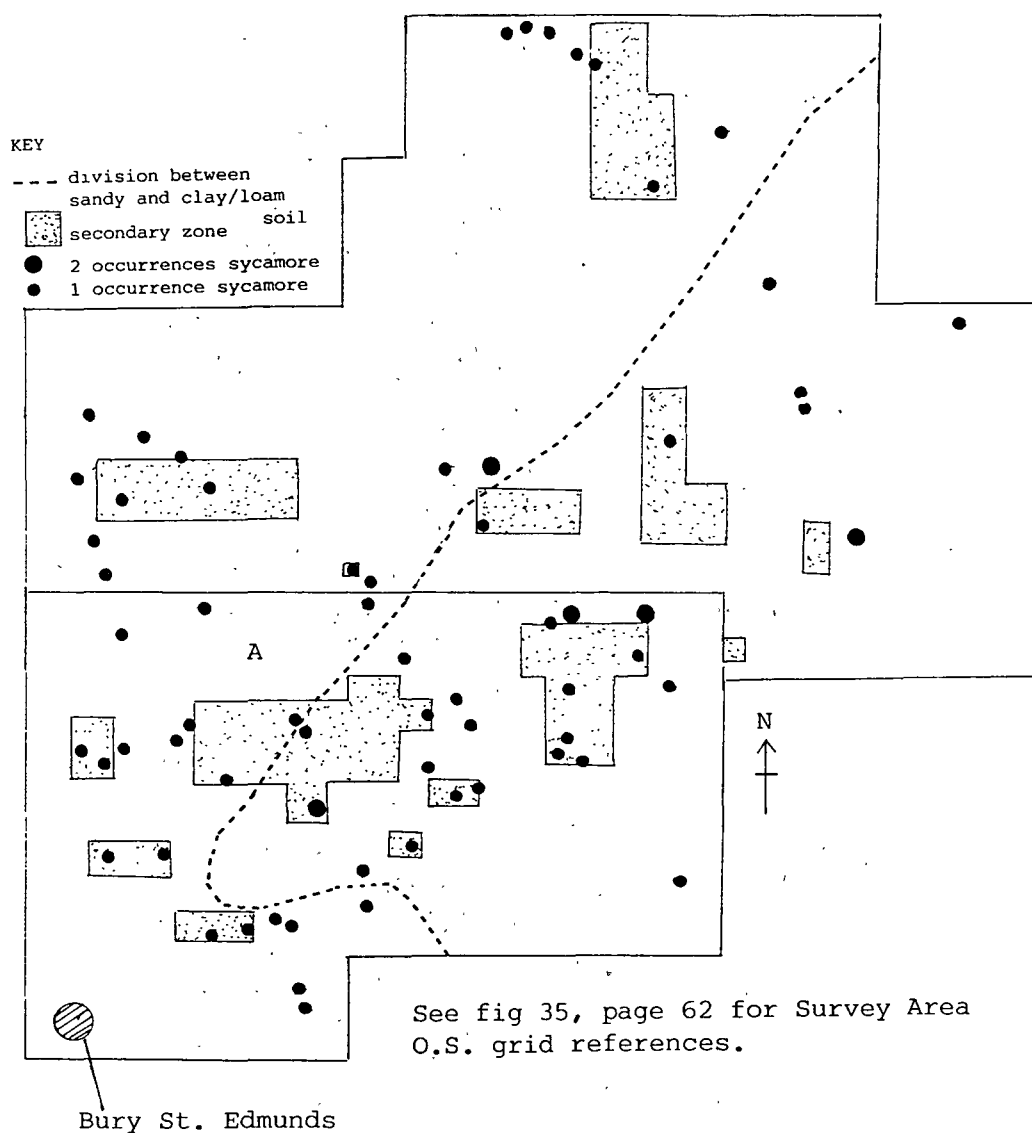 KEY
division between
sandy and clay/loam
soil
secondary zone
2 occurrences sycamore
1 occurrence sycamore
A
N
See fig 35, page 62 for Survey Area
O.S. grid references.
Bury St. Edmunds